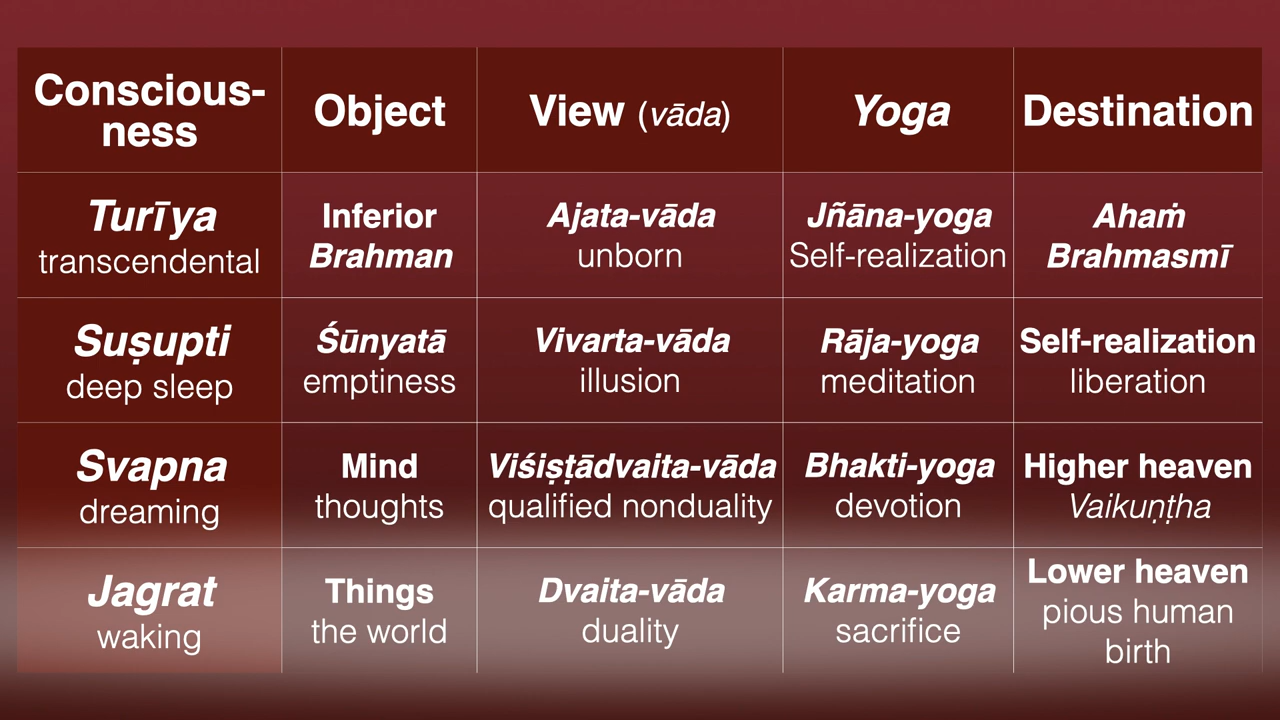 Conscious-
ness
Object
View (vāda)
Yoga
Destination
Turīya
transcendental
Inferior
Brahman
Ajata-vāda
unborn
Jñāna-yoga
Self-realization
Ahaṁ
Brahmasmī
Suṣupti
deep sleep
Śūnyatā
emptiness
Vivarta-vāda
illusion
Rāja-yoga
meditation
Self-realization
liberation
Svapna
dreaming
Mind
thoughts
Viśiṣṭādvaita-vāda
qualified nonduality
Bhakti-yoga
devotion
Higher heaven
Vaikuṇṭha
Jagrat
waking
Things
the world
Dvaita-vāda
duality
Karma-yoga
sacrifice
Lower heaven
pious human
birth